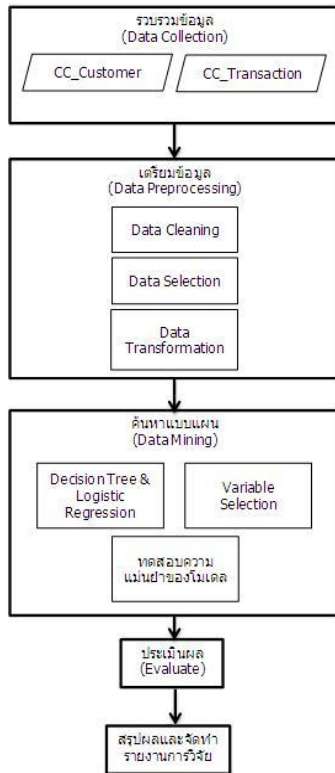 รวบรวมข้อมูล
(Data Collection)
CC_Customer
CC_Transaction
เตรียมข้อมูล
(Data Preprocessing)
Data Cleaning
Data Selection
Data
Transformation
ค้นหาแบบแผน
(Data Mining)
Decision Tree &
Logistic
Regression
Variable
Selection
ทดสอบความ
แม่นยำของโมเดล
ประเมินผล
(Evaluate)
สรุปผลและจัดทำ
รายงานการวิจัย